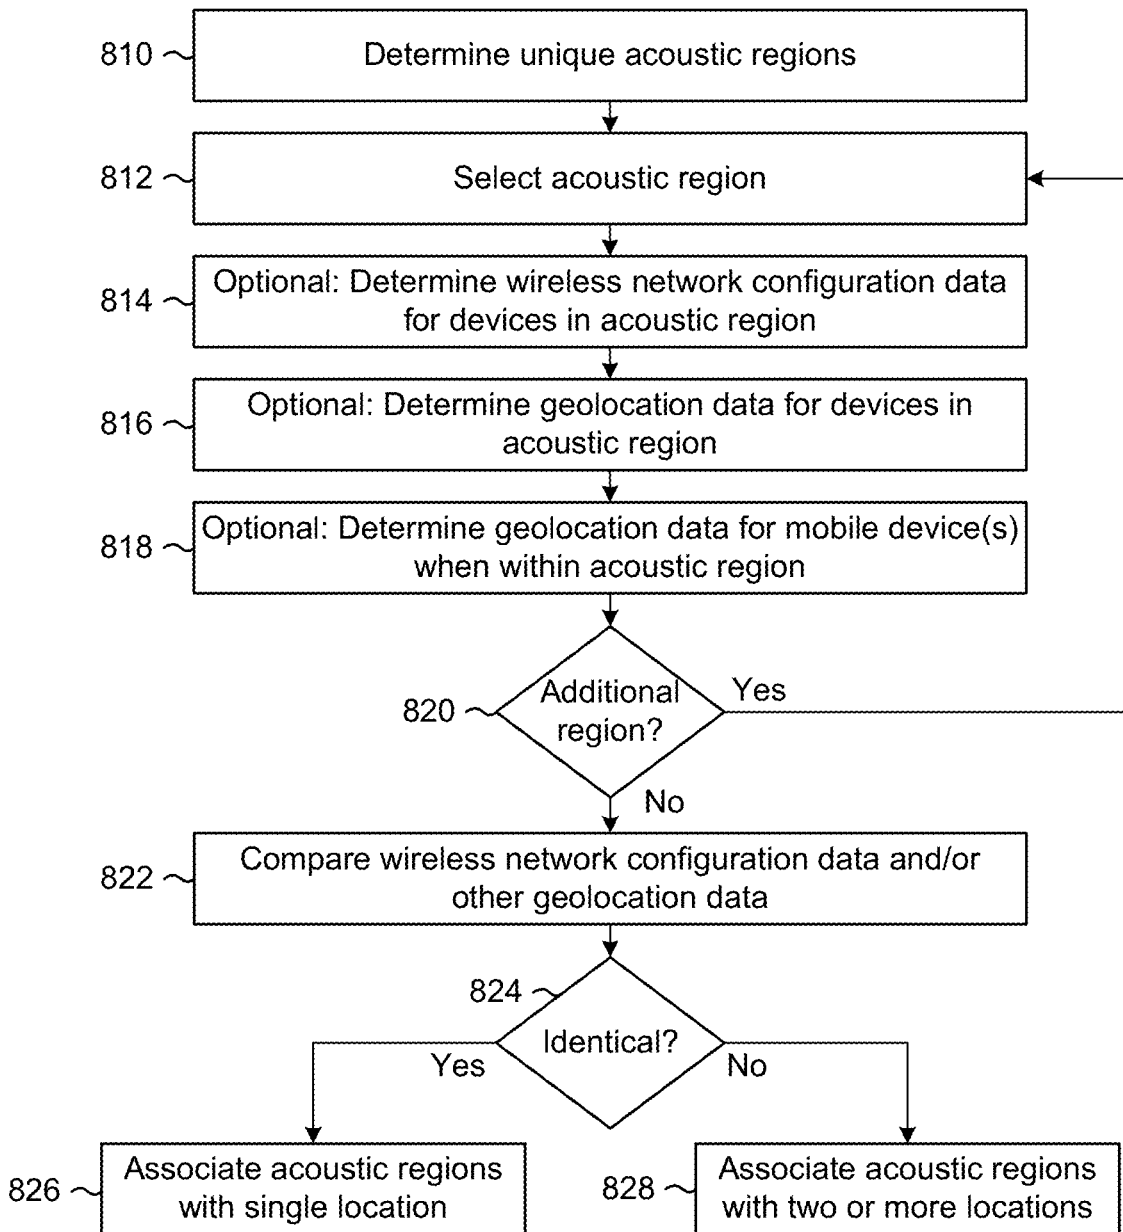 810
Determine unique acoustic regions
812
Select acoustic region
814
Optional: Determine wireless network configuration data
for devices in acoustic region
816
Optional: Determine geolocation data for devices in
acoustic region
818
Optional: Determine geolocation data for mobile device(s)
when within acoustic region
820
Additional
region?
Yes
No
822
Compare wireless network configuration data and/or
other geolocation data
824
Identical?
Yes
No
826
Associate acoustic regions
with single location
828
Associate acoustic regions
with two or more locations